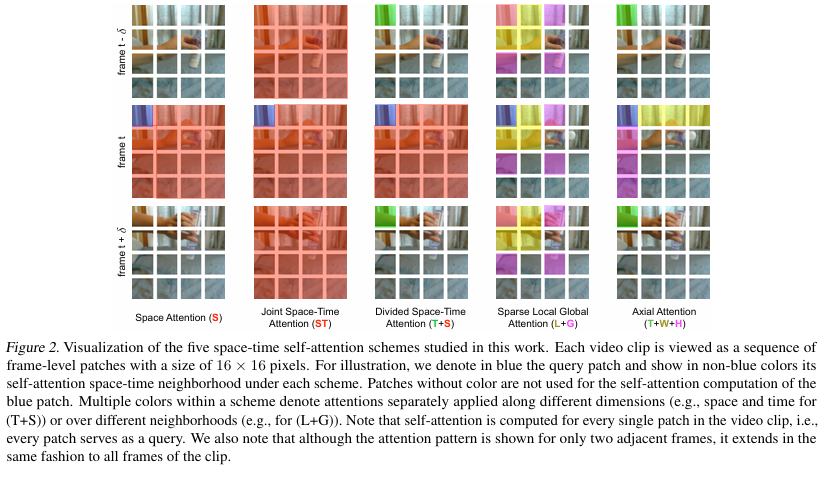 frame t - δ
frame t
frame t + δ
Space Attention (S)
Joint Space-Time
Attention (ST)
Divided Space-Time
Attention (T+S)
Sparse Local Global
Attention (L+G)
Axial Attention
(T+W+H)
Figure 2. Visualization of the five space-time self-attention schemes studied in this work. Each video clip is viewed as a sequence of
frame-level patches with a size of 16 × 16 pixels. For illustration, we denote in blue the query patch and show in non-blue colors its
self-attention space-time neighborhood under each scheme. Patches without color are not used for the self-attention computation of the
blue patch. Multiple colors within a scheme denote attentions separately applied along different dimensions (e.g., space and time for
(T+S)) or over different neighborhoods (e.g., for (L+G)). Note that self-attention is computed for every single patch in the video clip, i.e.,
every patch serves as a query. We also note that although the attention pattern is shown for only two adjacent frames, it extends in the
same fashion to all frames of the clip.